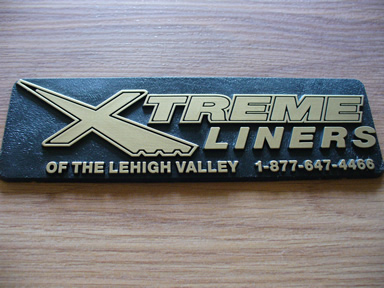 XTREME
LINERS
OF THE LEHIGH VALLEY 1-877-647-4466